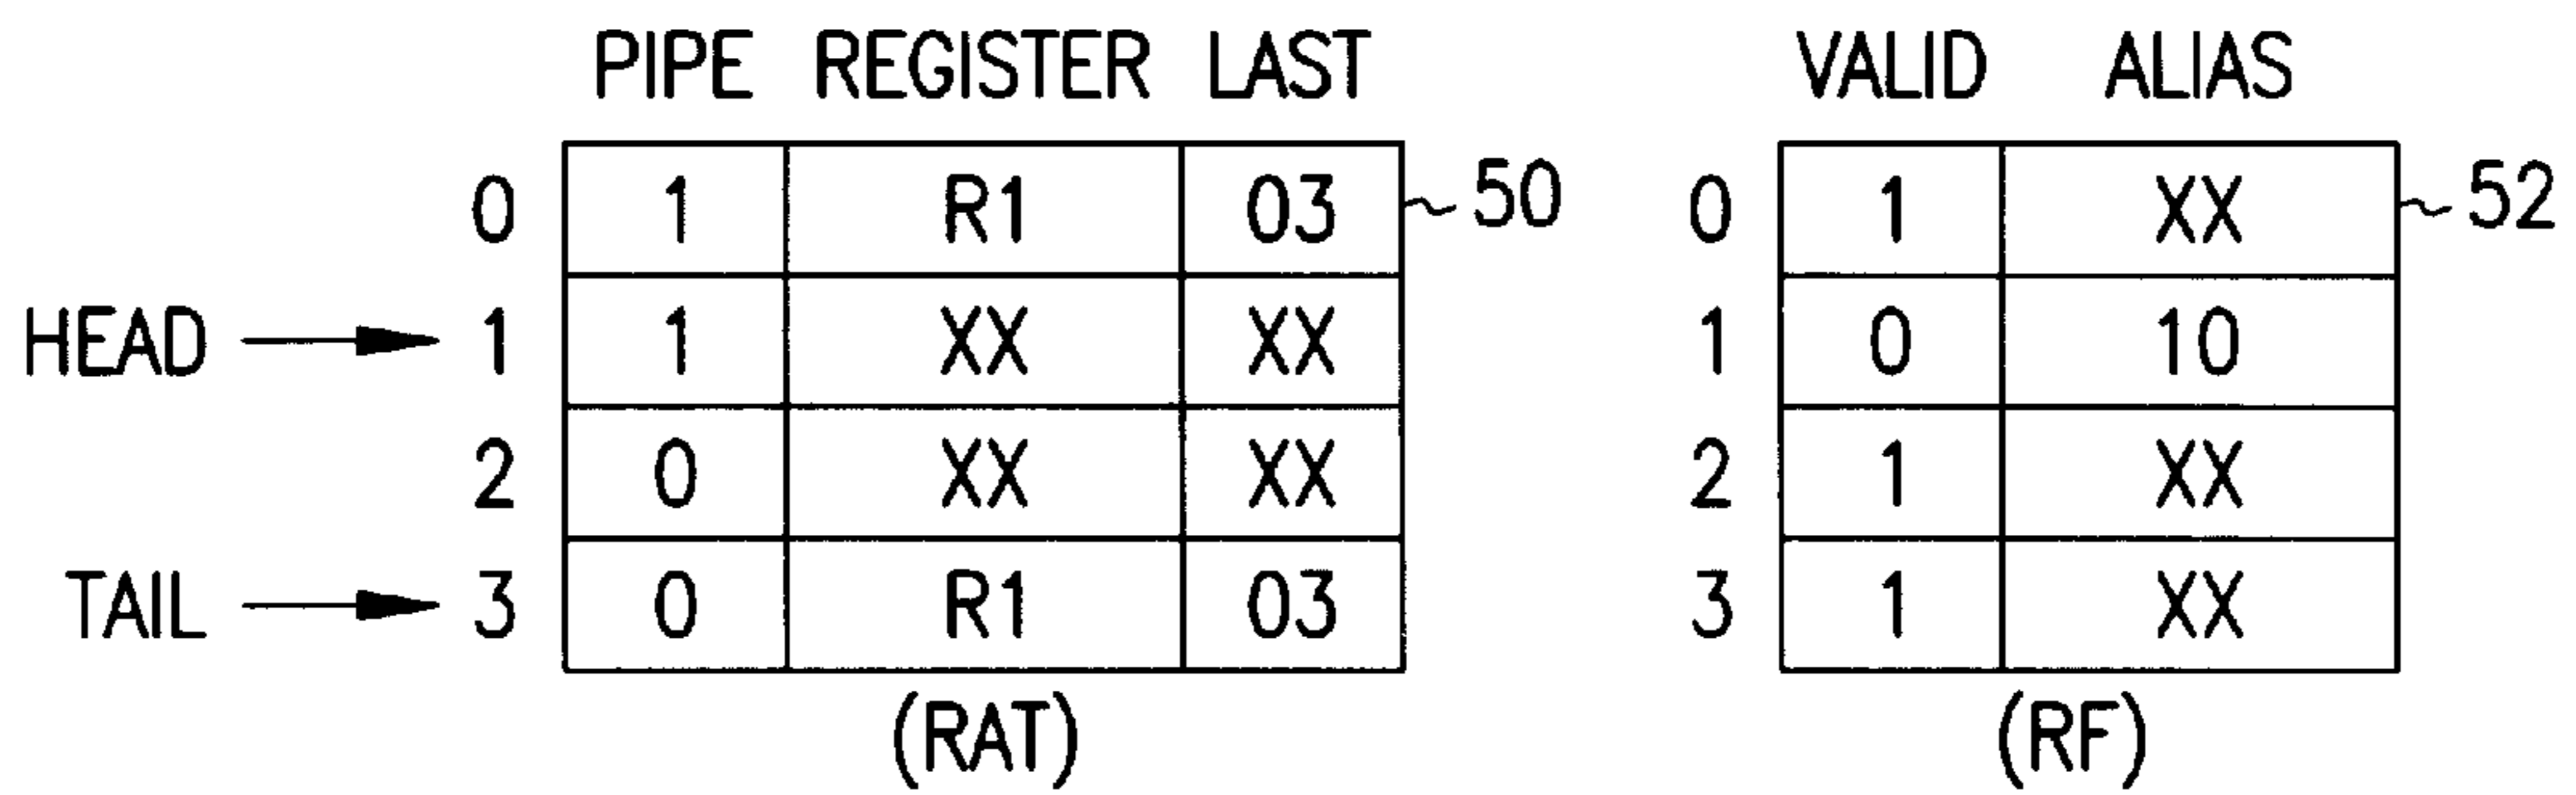 PIPE REGISTER LAST VALID ALIAS
0 1 R1 03 50 0 1 XX 52
HEAD 1 1 XX XX 1 0 10
2 0 XX XX 2 1 XX
TAIL 3 0 R1 03 3 1 XX
(RAT) (RF)